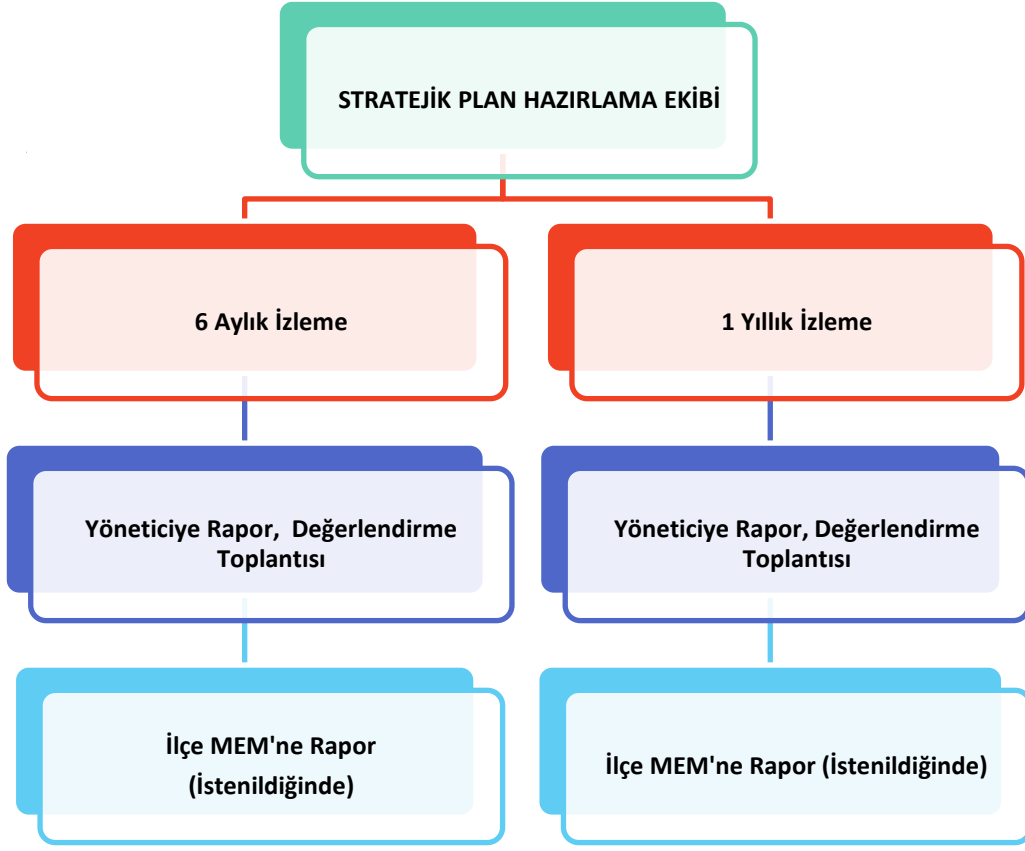 STRATEJİK PLAN HAZIRLAMA EKİBİ
6 Aylık İzleme
1 Yıllık İzleme
Yöneticiye Rapor,  Değerlendirme
Toplantısı
Yöneticiye Rapor, Değerlendirme
Toplantısı
İlçe MEM'ne Rapor
(İstenildiğinde)
İlçe MEM'ne Rapor (İstenildiğinde)